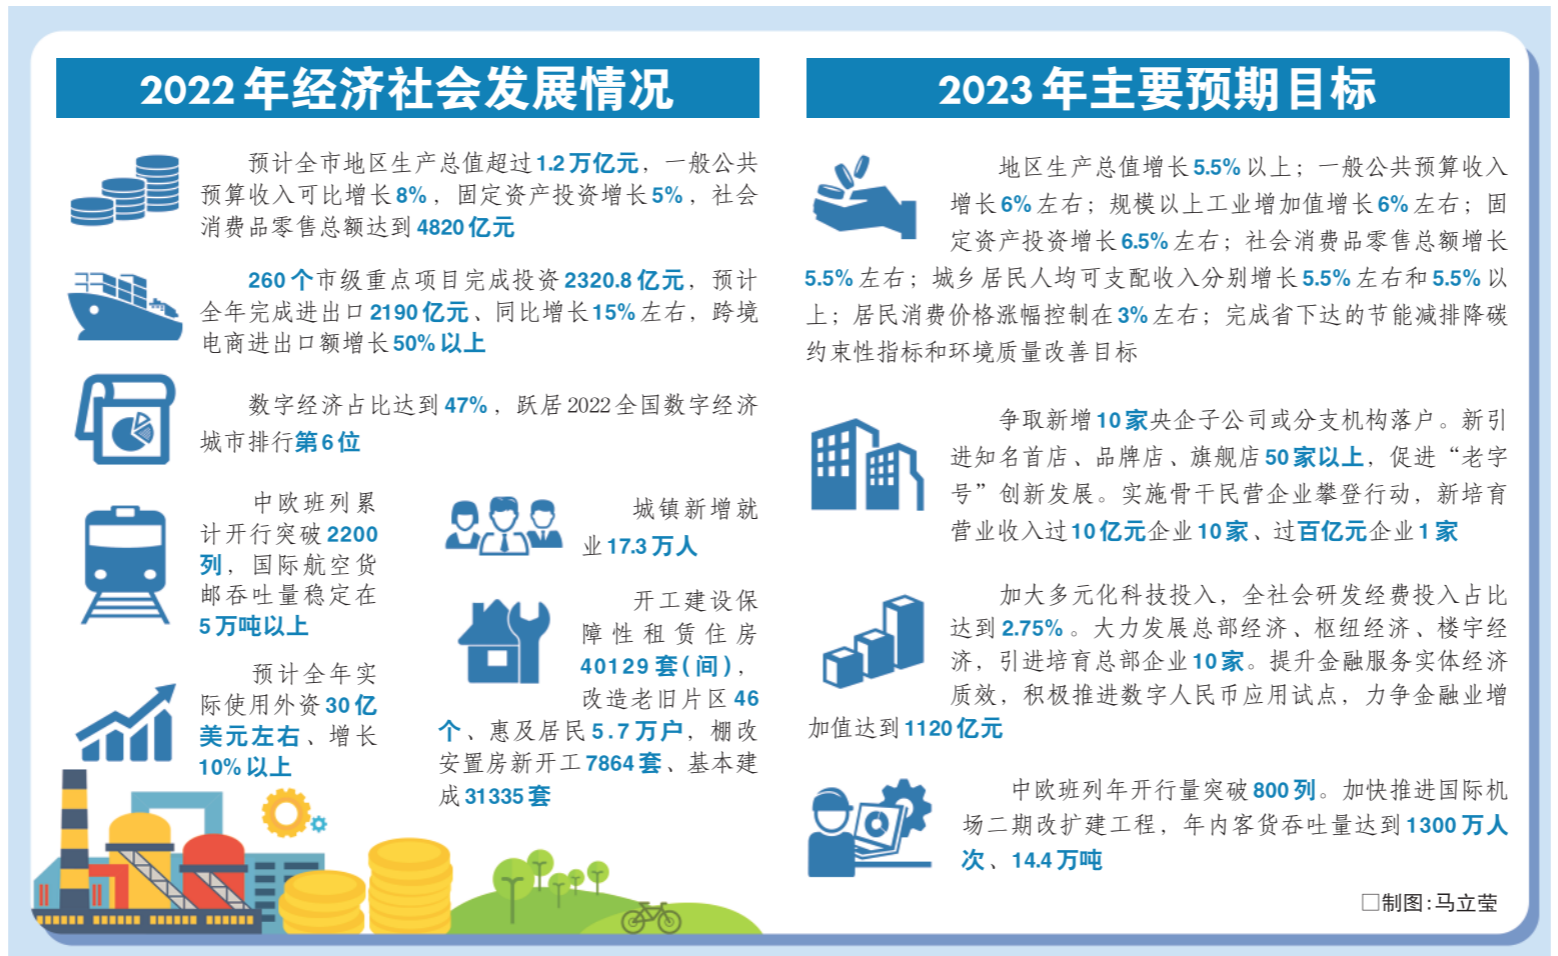 2022年经济社会发展情况
预计全市地区生产总值超过1.2万亿元，一般公共
预算收入可比增长8%，固定资产投资增长5%，社会
消费品零售总额达到4820亿元
260个市级重点项目完成投资2320.8亿元，预计
全年完成进出口2190亿元、同比增长15%左右，跨境
电商进出口额增长50%以上
数字经济占比达到47%，跃居2022全国数字经济
城市排行第6位
中欧班列累
计开行突破2200
列，国际航空货
邮吞吐量稳定在
5万吨以上
预计全年实
际使用外资30亿
美元左右、增长
10%以上
城镇新增就
业17.3万人
开工建设保
障性租赁住房
40129套(间)，
改造老旧片区46
个、惠及居民5.7万户，棚改
安置房新开工7864套、基本建
成31335套
2023年主要预期目标
地区生产总值增长5.5%以上；一般公共预算收入
增长6%左右；规模以上工业增加值增长6%左右；固
定资产投资增长6.5%左右；社会消费品零售总额增长
5.5%左右；城乡居民人均可支配收入分别增长5.5%左右和5.5%以
上；居民消费价格涨幅控制在3%左右；完成省下达的节能减排降碳
约束性指标和环境质量改善目标
争取新增10家央企子公司或分支机构落户。新引
进知名首店、品牌店、旗舰店50家以上，促进“老字
号”创新发展。实施骨干民营企业攀登行动，新培育
营业收入过10亿元企业10家、过百亿元企业1家
加大多元化科技投入，全社会研发经费投入占比
达到2.75%。大力发展总部经济、枢纽经济、楼宇经
济，引进培育总部企业10家。提升金融服务实体经济
质效，积极推进数字人民币应用试点，力争金融业增
加值达到1120亿元
中欧班列年开行量突破800列。加快推进国际机
场二期改扩建工程，年内客货吞吐量达到1300万人
次、14.4万吨
□制图:马立莹